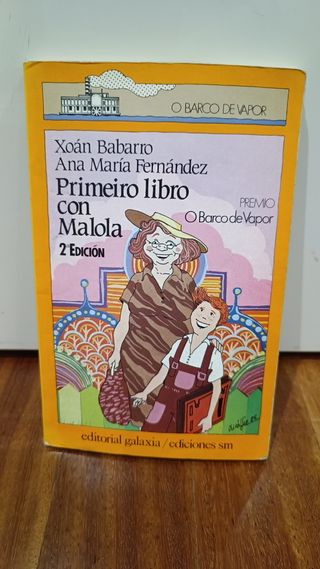 O BARCO DE VAPOR
Xoán Babarro
Ana María Fernández
Primeiro libro
con
Malola
2ª EDICIÓN
PREMIO
O Barco de Vapor
editorial galaxia / ediciones sm